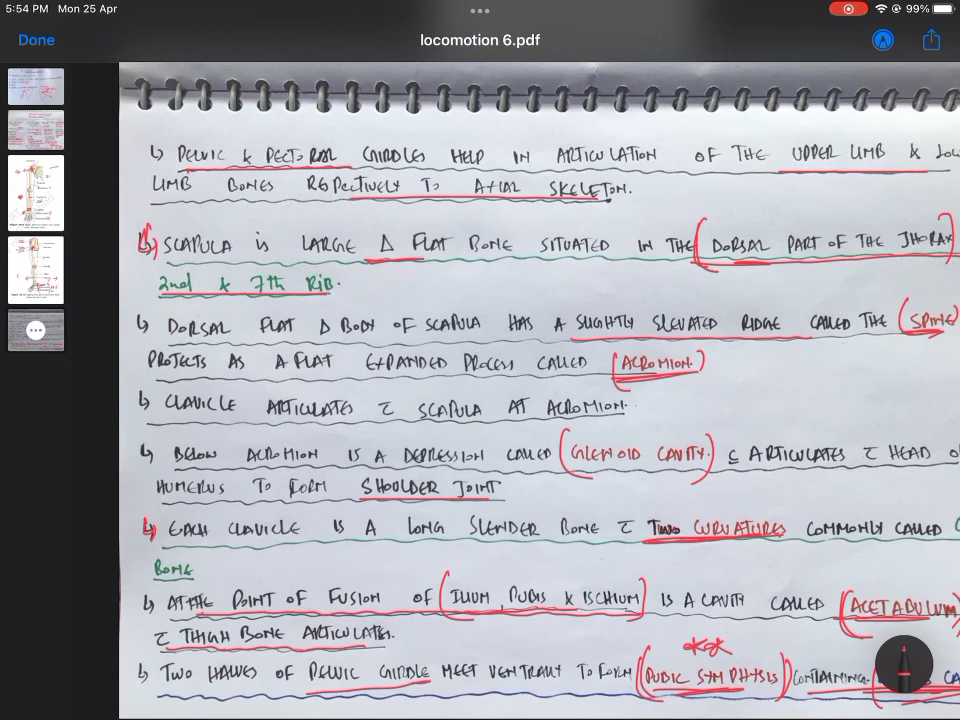 5:54 PM Mon 25 Apr
99%
Done
locomotion 6.pdf
↳ PELVIC & PECTORAL GIRDLES HELP IN ARTICULATION OF THE UPPER LIMB &
LIMB BONES RESPECTIVELY TO AXIAL SKELETON.
↳ SCAPULA is LARGE Δ FLAT BONE SITUATED IN THE (DORSAL PART OF THE THORAX)
2nd & 7th Rib.
↳ DORSAL FLAT Δ BODY OF SCAPULA HAS A SLIGHTLY ELEVATED RIDGE CALLED THE (SPINE)
PROJECTS AS A FLAT EXPANDED PROCESS CALLED (ACROMION.)
↳ CLAVICLE ARTICULATES C SCAPULA AT ACROMION.
↳ BELOW ACROMION IS A DEPRESSION CALLED (GLENOID CAVITY.) C ARTICULATES C HEAD
HUMERUS TO FORM SHOULDER JOINT
↳ EACH CLAVICLE IS A LONG SLENDER BONE C TWO CURVATURES COMMONLY CALLED
BONE
↳ AT THE POINT OF FUSION OF (ILIUM, PUBIS & ISCHIUM) IS A CAVITY CALLED (ACETABULUM)
C THIGH BONE ARTICULATES.
↳ TWO HALVES OF PELVIC GIRDLE MEET VENTRALLY TO FORM (PUBIC SYMPHYSIS) CONTAINING